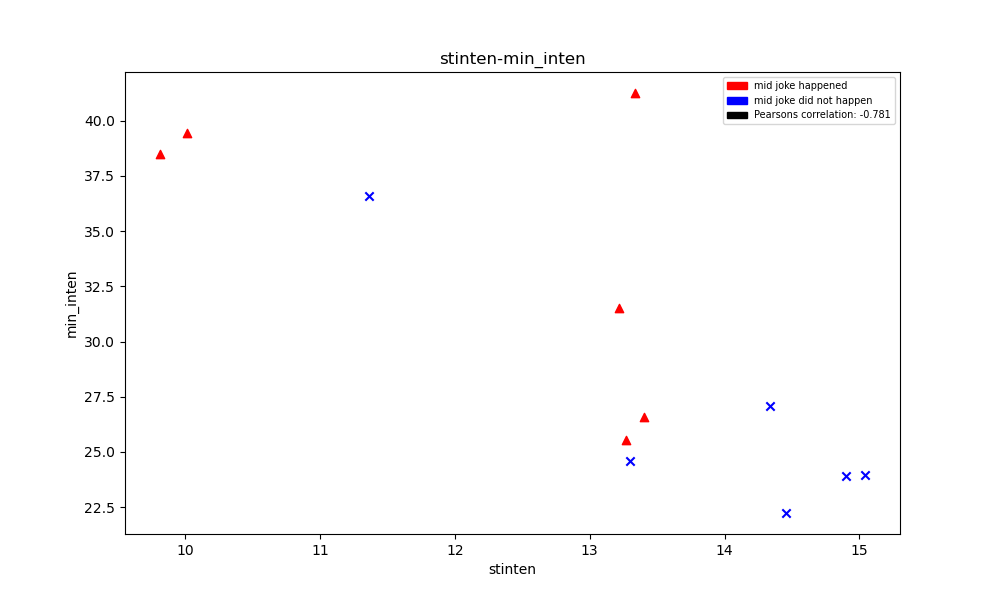 stinten-min_inten
mid joke happened
mid joke did not happen
Pearsons correlation: -0.781
40.0
37.5
35.0
32.5
30.0
27.5
25.0
22.5
min_inten
10 11 12 13 14 15
stinten